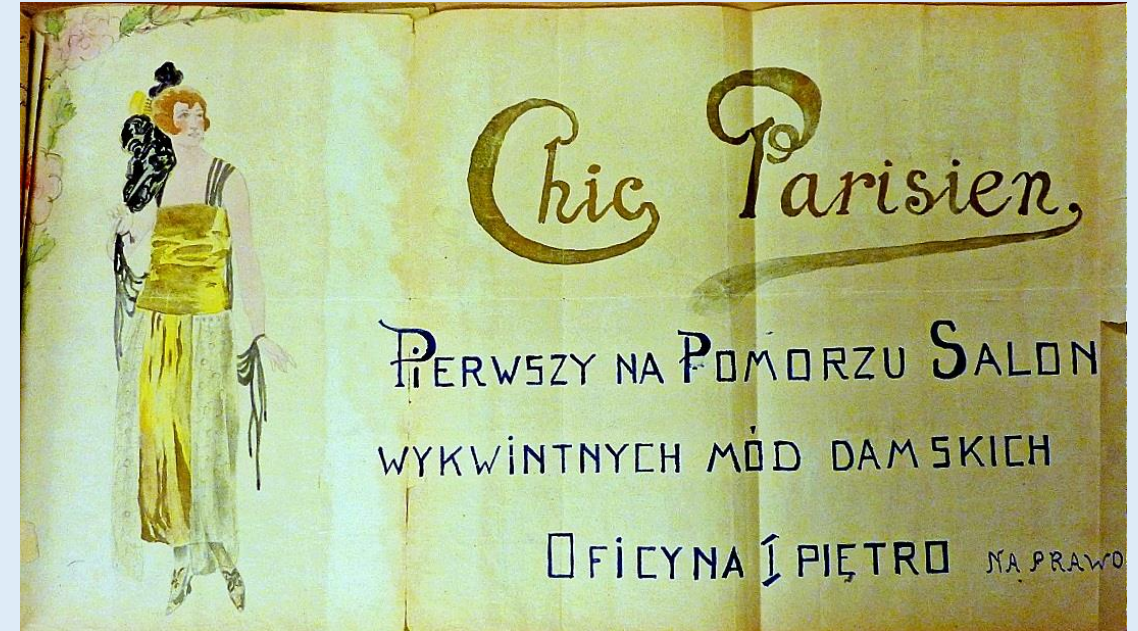 Chic Parisien,
PIERWSZY NA POMORZU SALON
WYKWINTNYCH MÓD DAMSKICH
OFICYNA I PIĘTRO NA PRAWO